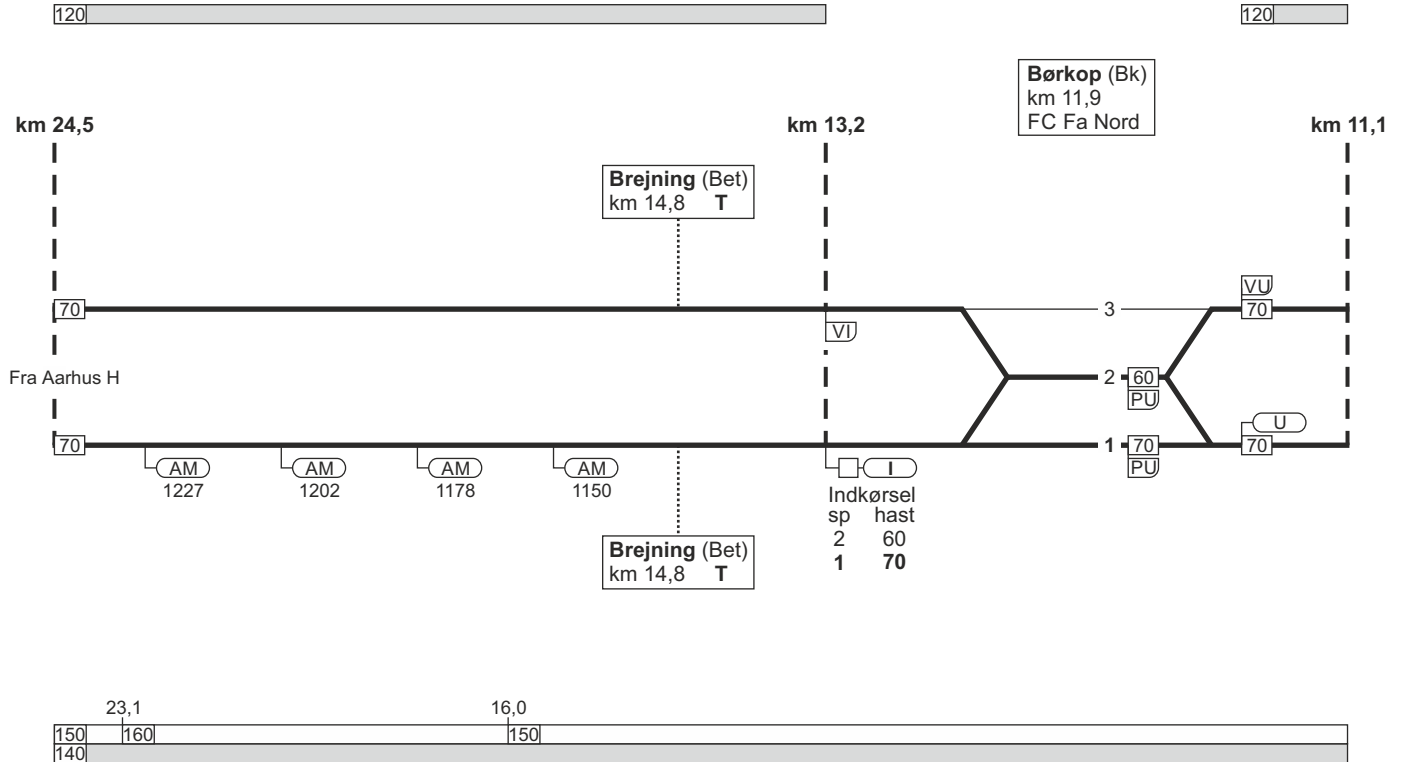 120
120
Børkop (Bk)
km 11,9
FC Fa Nord
km 24,5
km 13,2
km 11,1
Brejning (Bet)
km 14,8 T
VU
70
3
70
VI
Fra Aarhus H
2
60
PU
U
70
1
70
70
PU
AM
1227
AM
1202
AM
1178
AM
1150
I
Indkørsel
sp hast
2 60
1 70
Brejning (Bet)
km 14,8 T
23,1
16,0
150
160
150
140